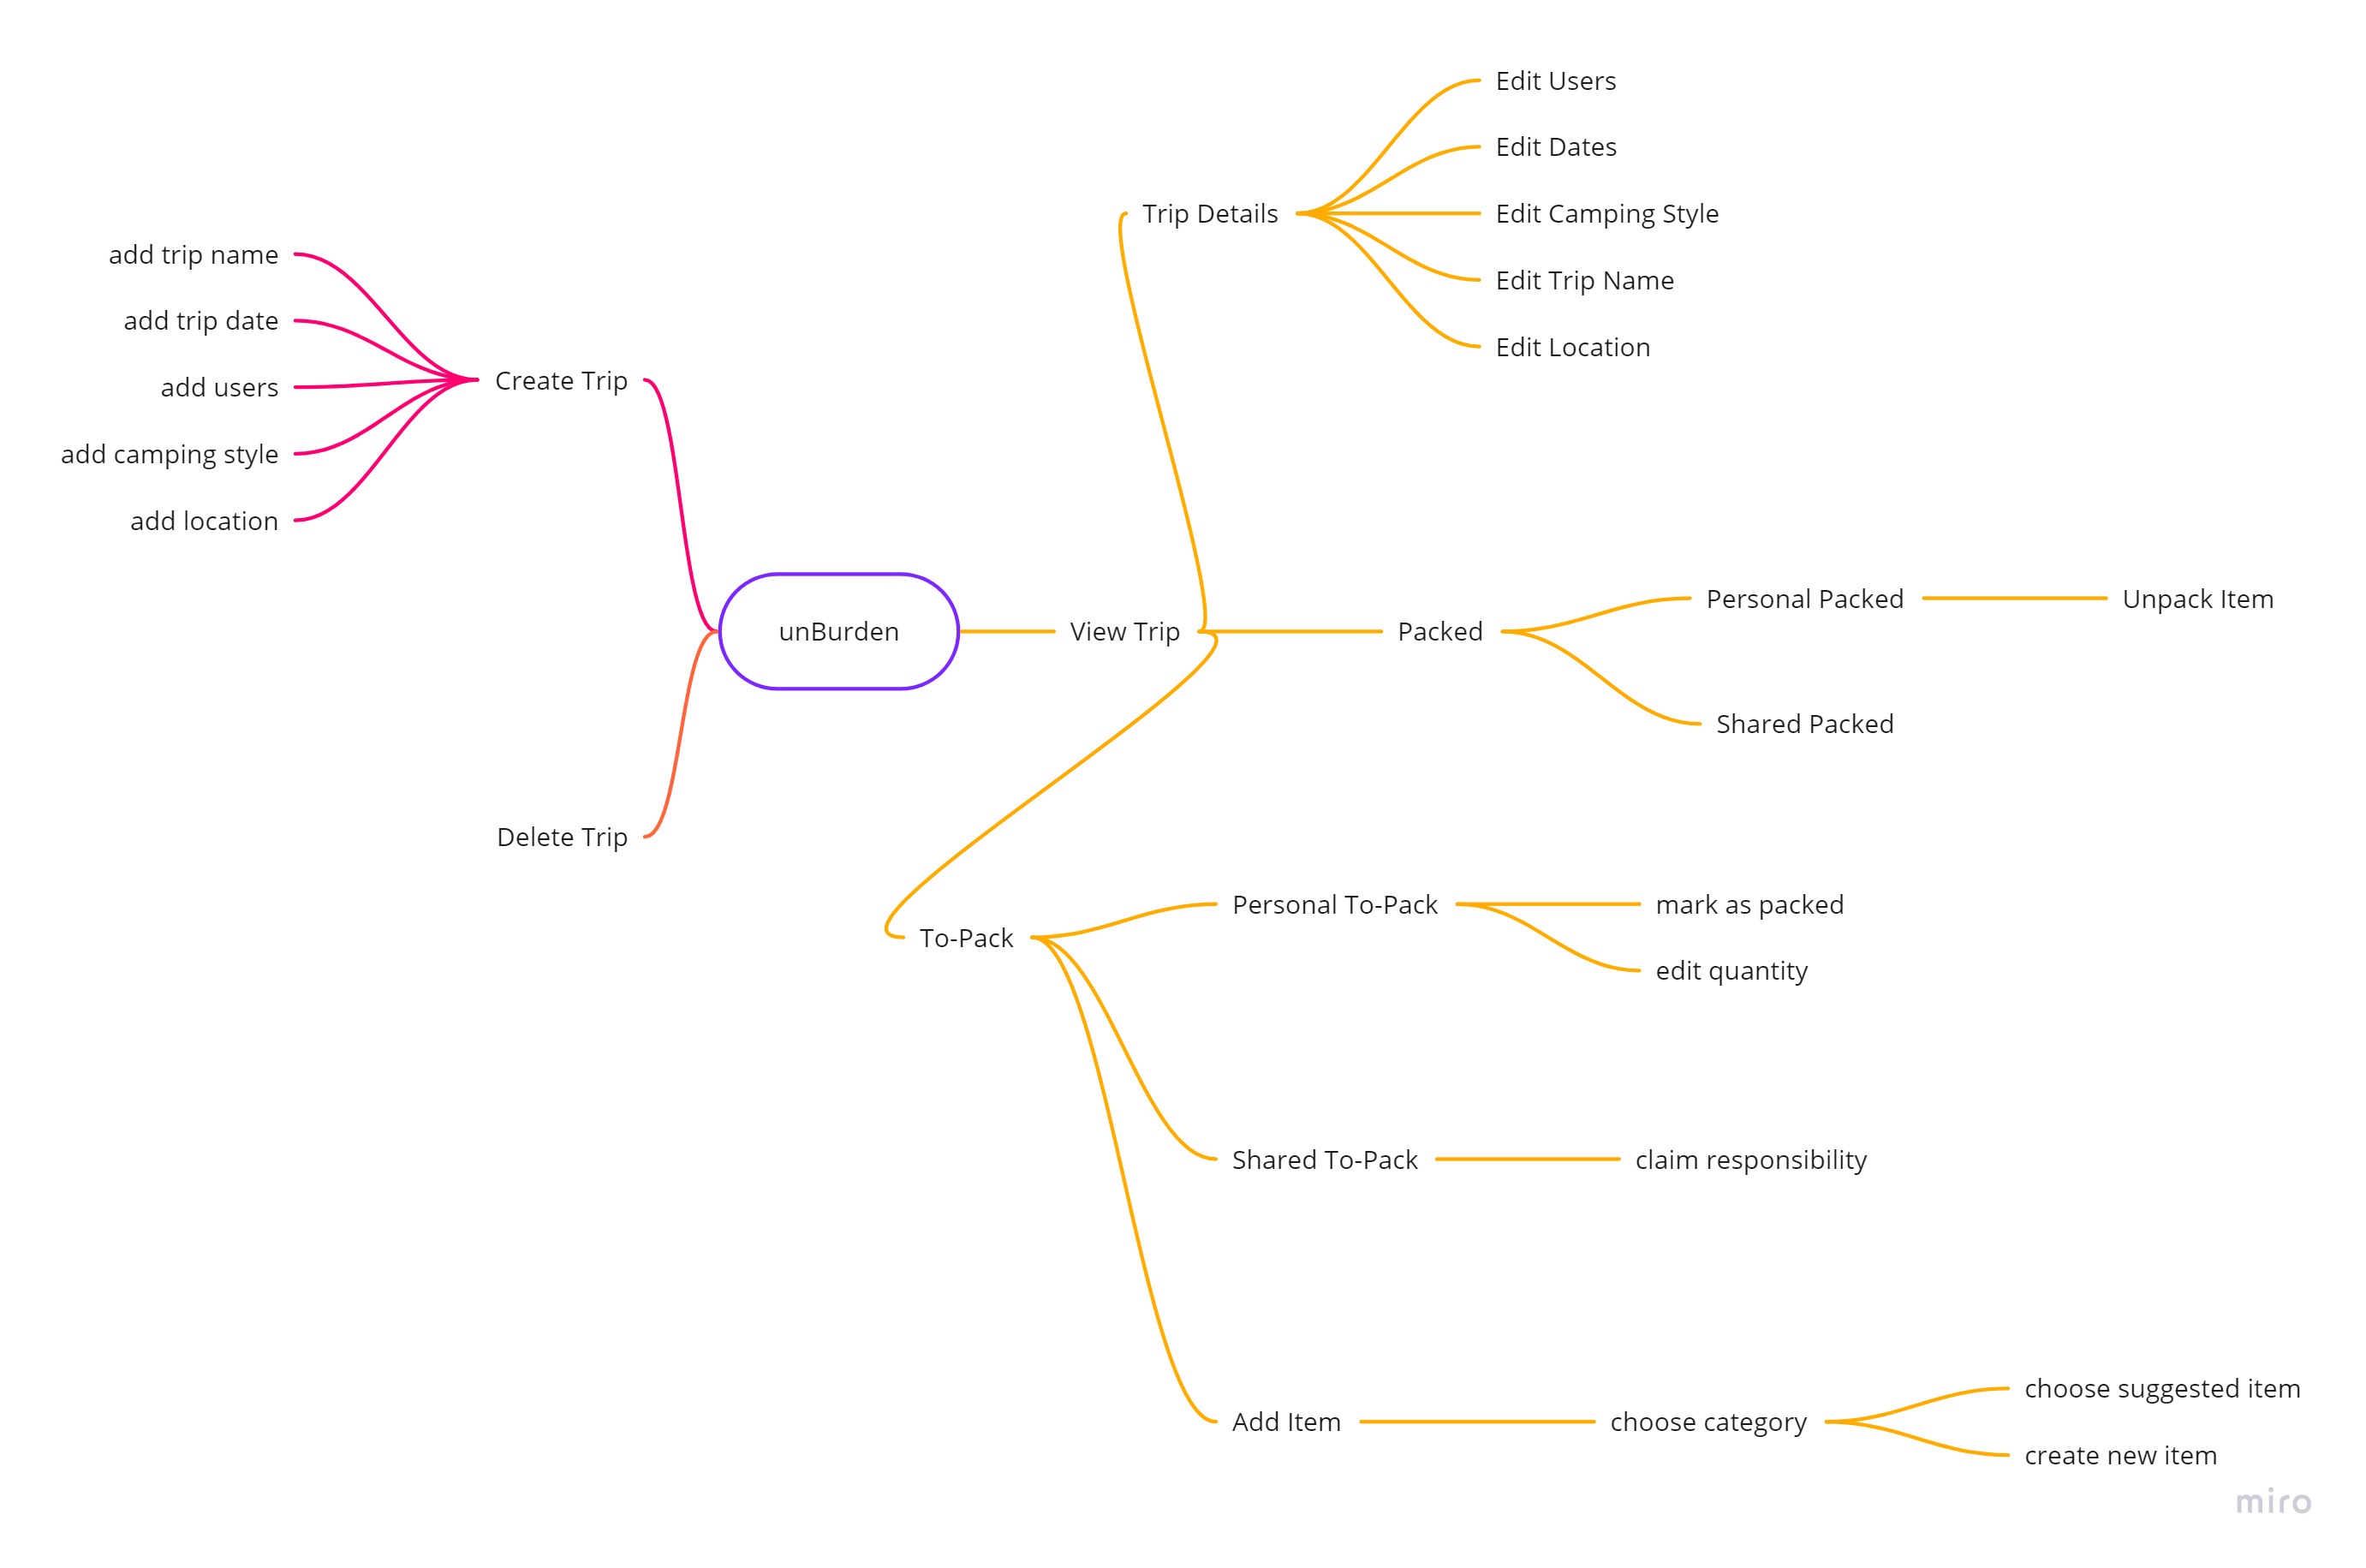 Edit Users
Edit Dates
Trip Details
Edit Camping Style
add trip name
Edit Trip Name
add trip date
Edit Location
Create Trip
add users
add camping style
add location
Personal Packed
Unpack Item
unBurden
View Trip
Packed
Shared Packed
Delete Trip
Personal To-Pack
mark as packed
To-Pack
edit quantity
Shared To-Pack
claim responsibility
choose suggested item
Add Item
choose category
create new item
miro